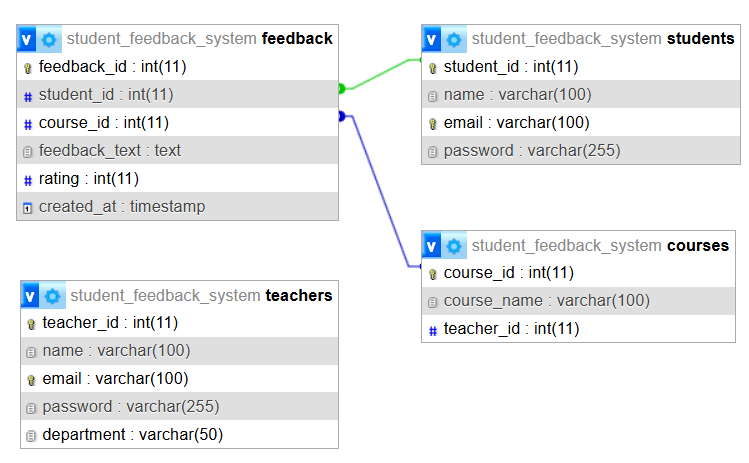 v student_feedback_system feedback
feedback_id : int(11)
# student_id : int(11)
# course_id : int(11)
feedback_text : text
# rating : int(11)
created_at : timestamp
v student_feedback_system students
student_id : int(11)
name : varchar(100)
email : varchar(100)
password : varchar(255)
v student_feedback_system courses
course_id : int(11)
course_name : varchar(100)
# teacher_id : int(11)
v student_feedback_system teachers
teacher_id : int(11)
name : varchar(100)
email : varchar(100)
password : varchar(255)
department : varchar(50)